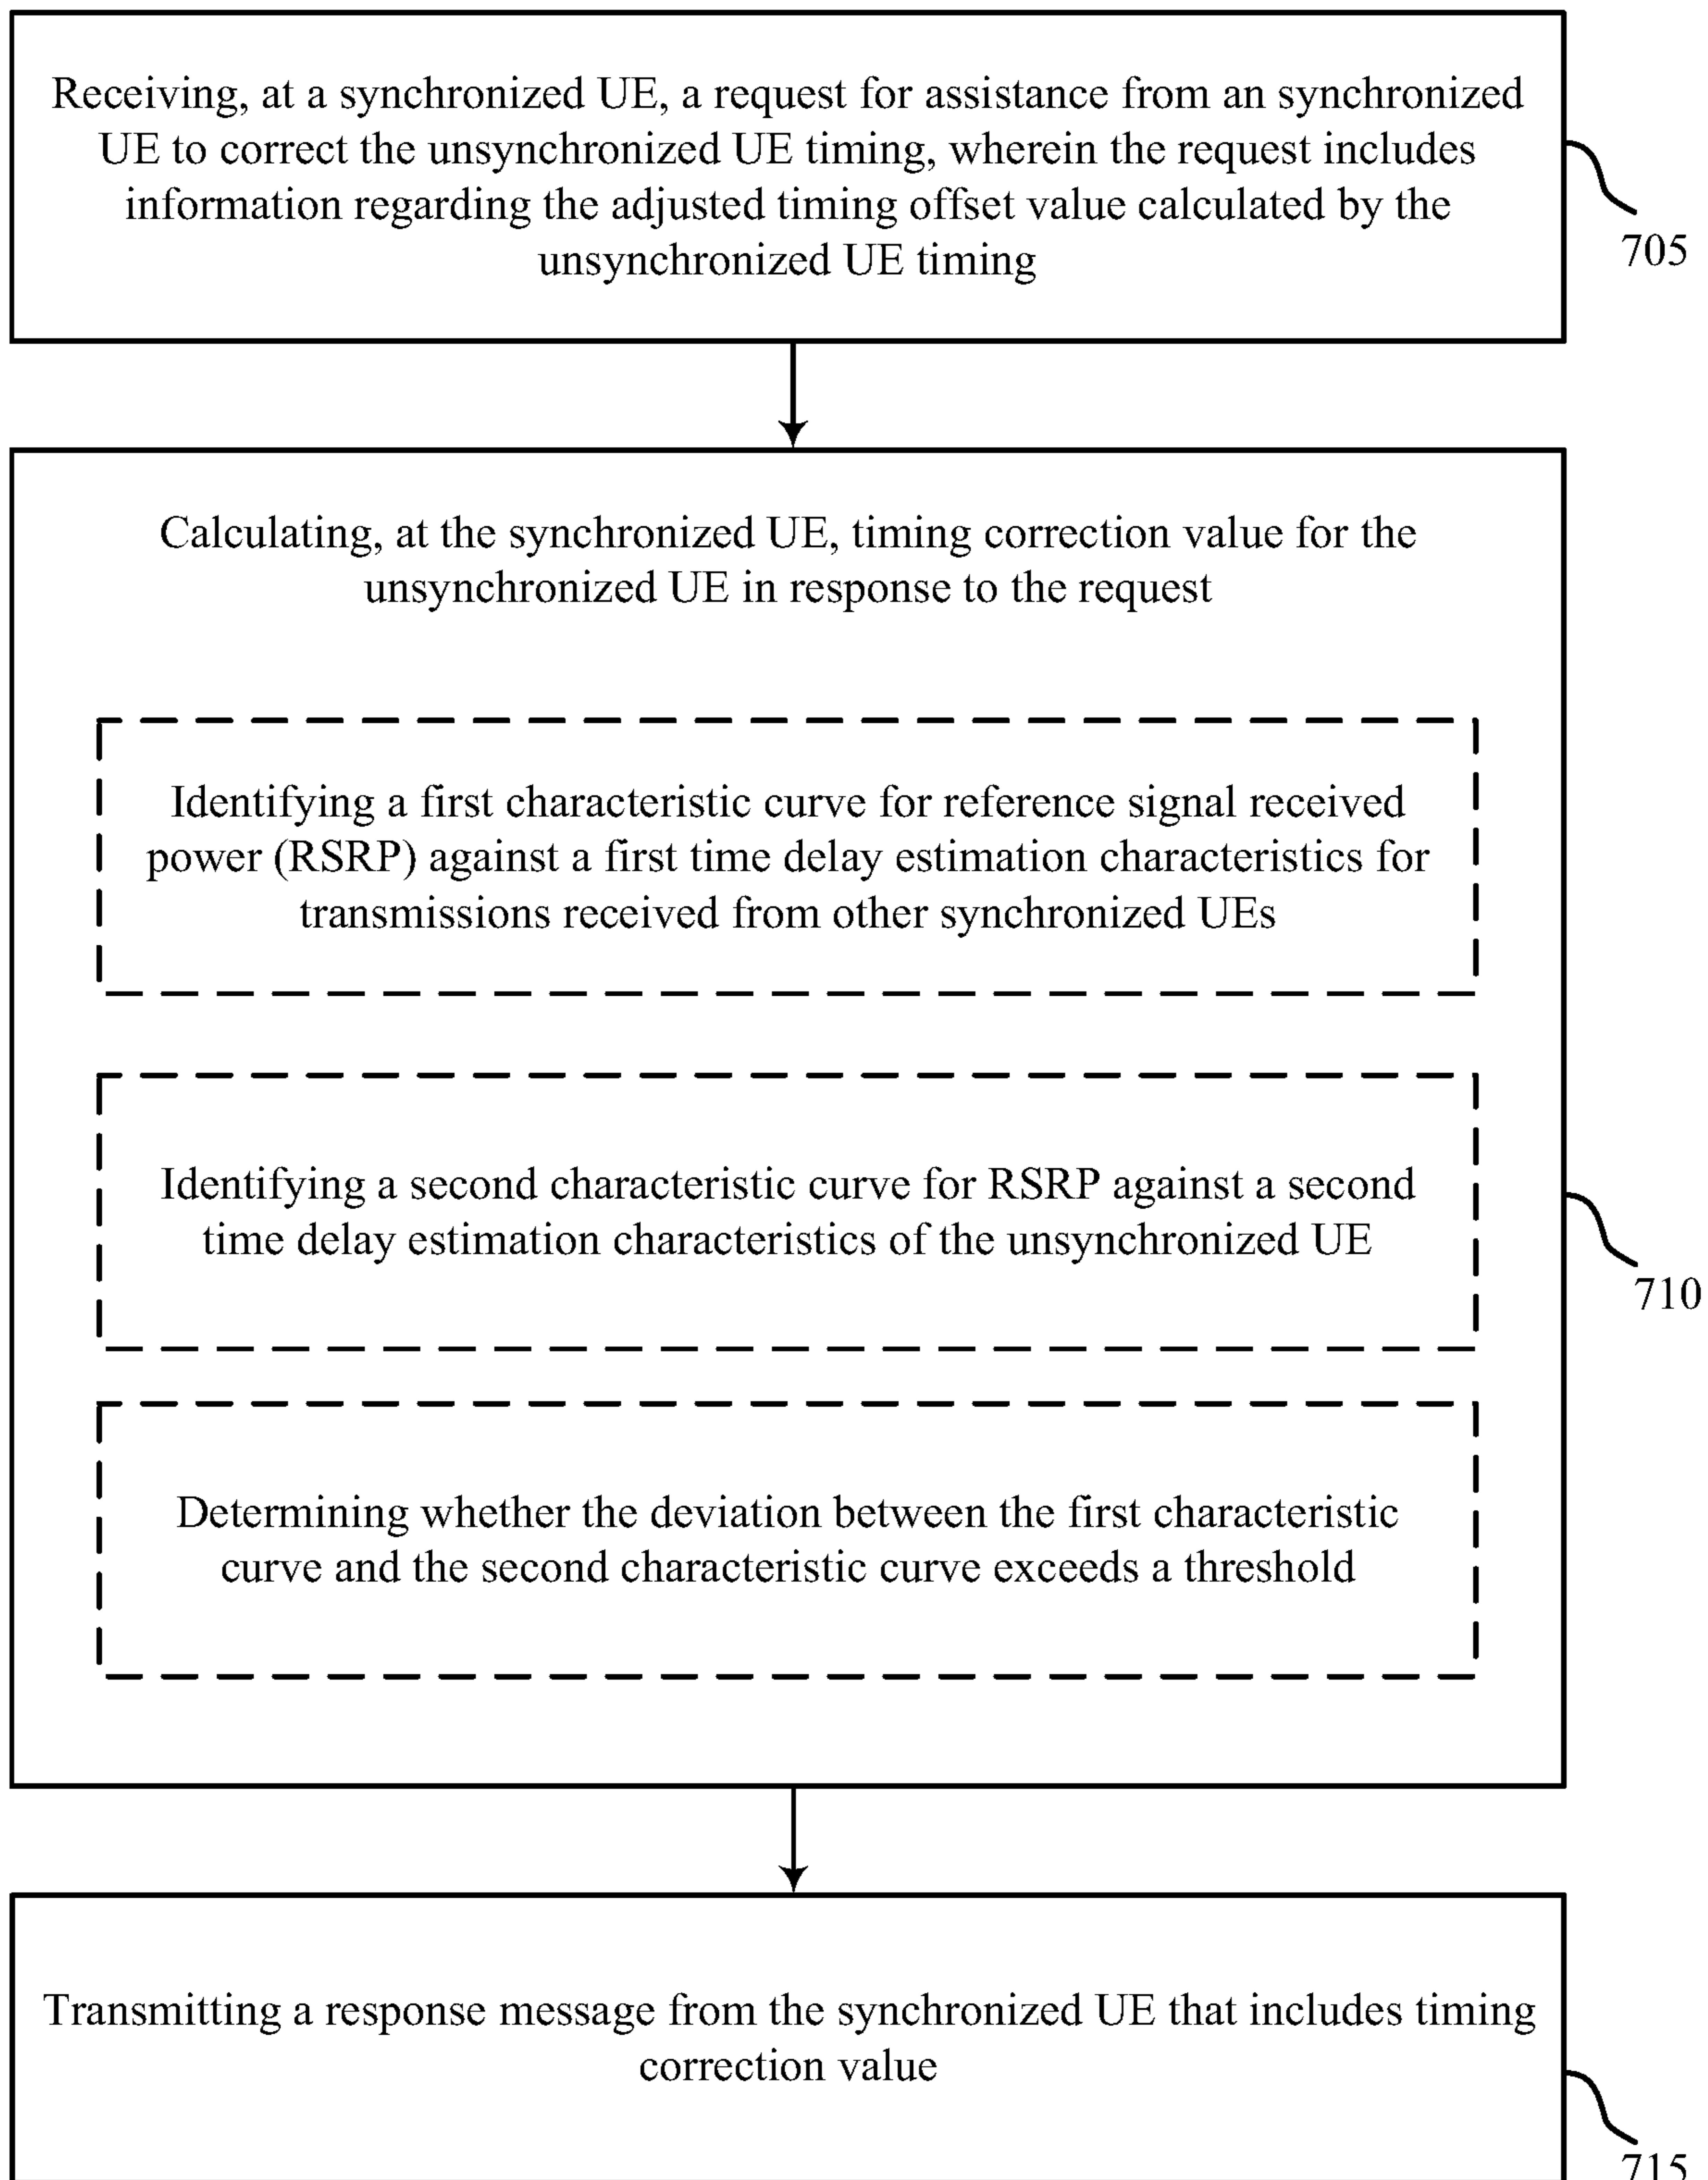 Receiving, at a synchronized UE, a request for assistance from an synchronized
UE to correct the unsynchronized UE timing, wherein the request includes
information regarding the adjusted timing offset value calculated by the
unsynchronized UE timing
705
Calculating, at the synchronized UE, timing correction value for the
unsynchronized UE in response to the request
Identifying a first characteristic curve for reference signal received
power (RSRP) against a first time delay estimation characteristics for
transmissions received from other synchronized UEs
Identifying a second characteristic curve for RSRP against a second
time delay estimation characteristics of the unsynchronized UE
710
Determining whether the deviation between the first characteristic
curve and the second characteristic curve exceeds a threshold
Transmitting a response message from the synchronized UE that includes timing
correction value
715